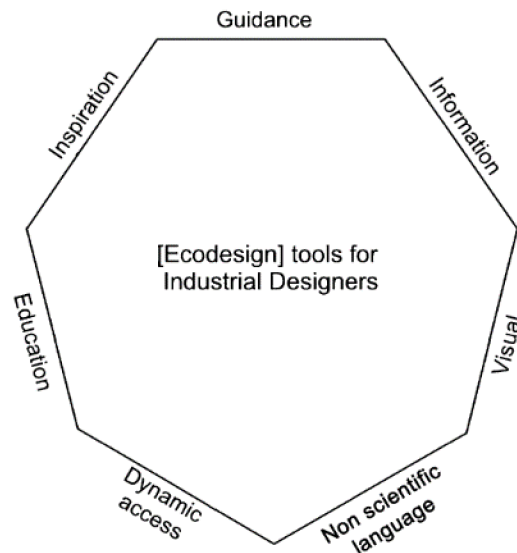 Guidance
Inspiration
Information
[Ecodesign] tools for
Industrial Designers
Education
Visual
Dynamic
access
Non scientific
language